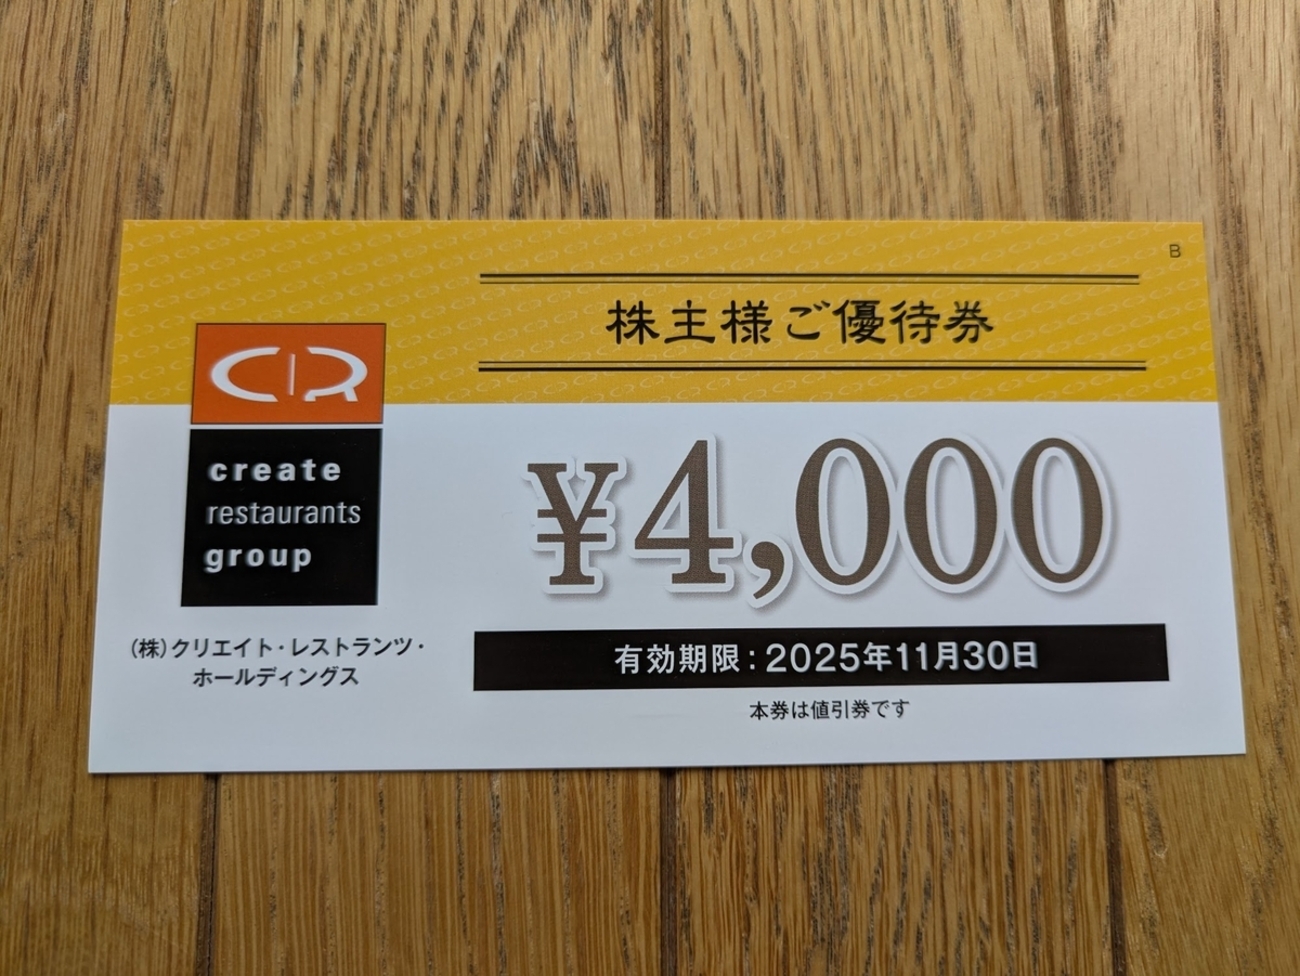 B
株主様ご優待券
CR
create
restaurants
group
¥4,000
(株)クリエイト・レストランツ・
ホールディングス
有効期限:2025年11月30日
本券は値引券です